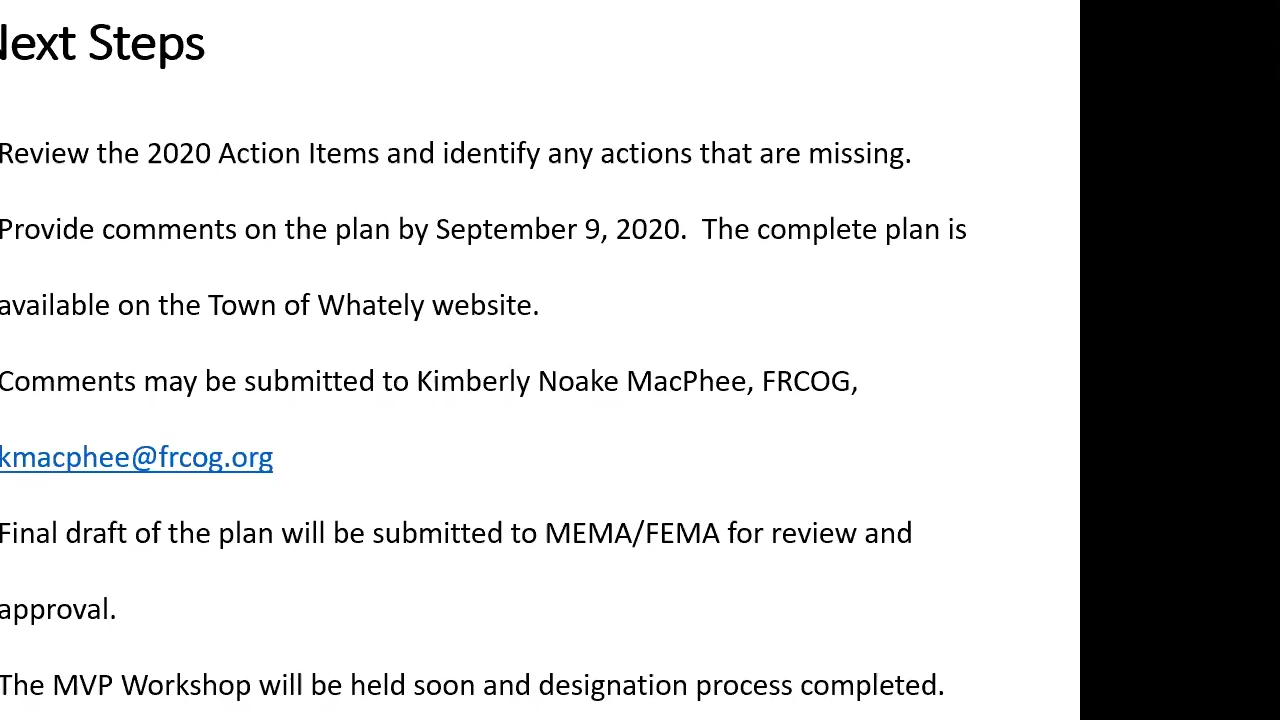 Next Steps
Review the 2020 Action Items and identify any actions that are missing.
Provide comments on the plan by September 9, 2020.  The complete plan is
available on the Town of Whately website.
Comments may be submitted to Kimberly Noake MacPhee, FRCOG,
kmacphee@frcog.org
Final draft of the plan will be submitted to MEMA/FEMA for review and
approval.
The MVP Workshop will be held soon and designation process completed.